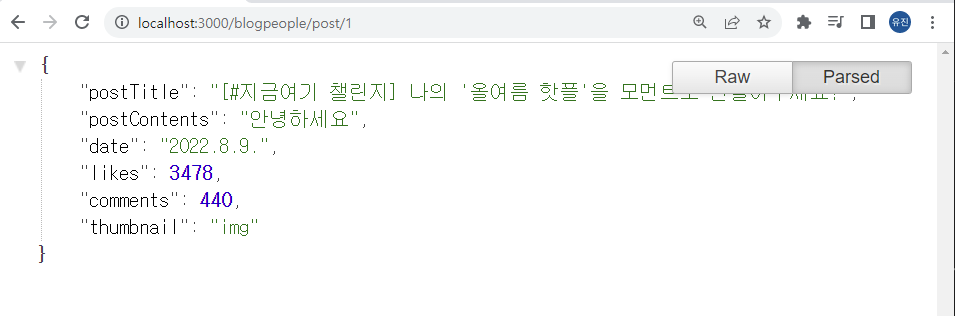 localhost:3000/blogpeople/post/1
유진
Raw
Parsed
{
"postTitle": "[#지금여기 챌린지] 나의 '올여름 핫플'을 모먼트로
"postContents": "안녕하세요",
"date": "2022.8.9.",
"likes": 3478,
"comments": 440,
"thumbnail": "img"
}